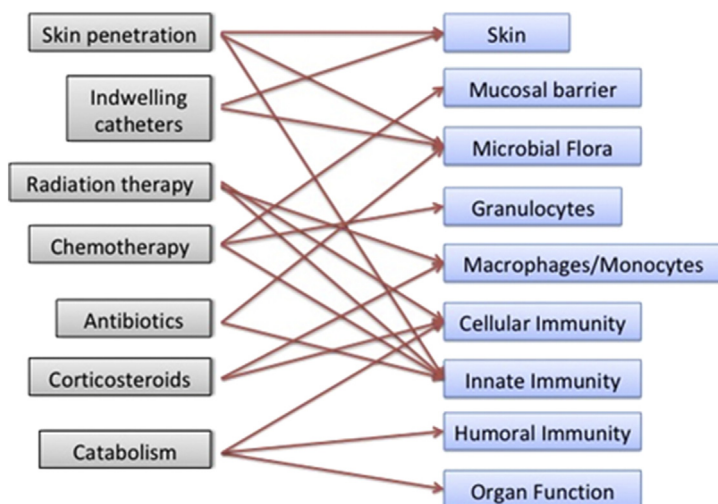 Skin penetration
Indwelling
catheters
Radiation therapy
Chemotherapy
Antibiotics
Corticosteroids
Catabolism
Skin
Mucosal barrier
Microbial Flora
Granulocytes
Macrophages/Monocytes
Cellular Immunity
Innate Immunity
Humoral Immunity
Organ Function